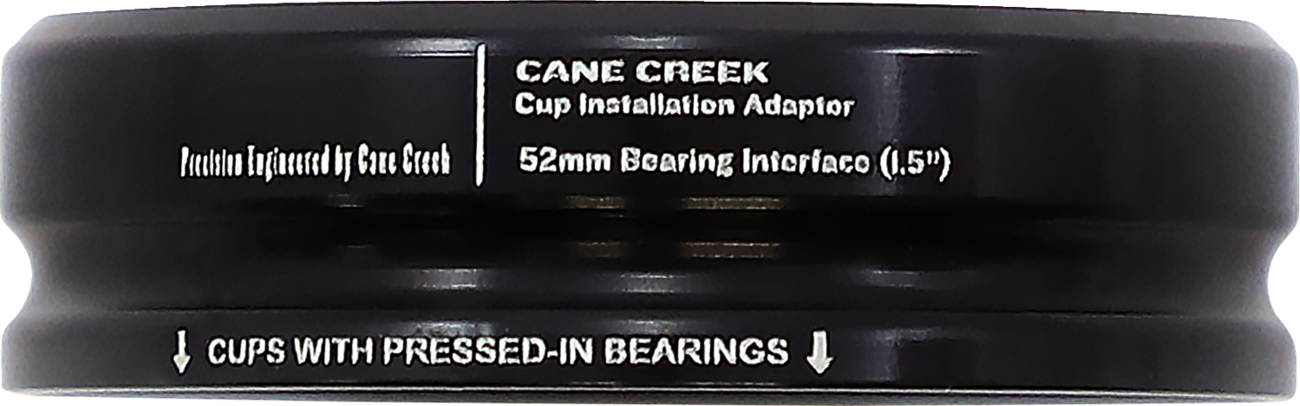 CANE CREEK
Cup Installation Adaptor
Precision Engineered by Cane Creek
52mm Bearing Interface (1.5")
↓ CUPS WITH PRESSED-IN BEARINGS ↓